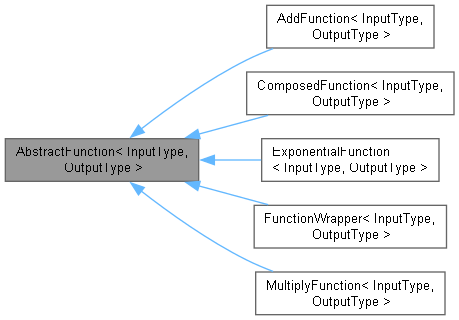 AddFunction< InputType,
OutputType >
ComposedFunction< InputType,
OutputType >
AbstractFunction< InputType,
OutputType >
ExponentialFunction
< InputType, OutputType >
FunctionWrapper< InputType,
OutputType >
MultiplyFunction< InputType,
OutputType >